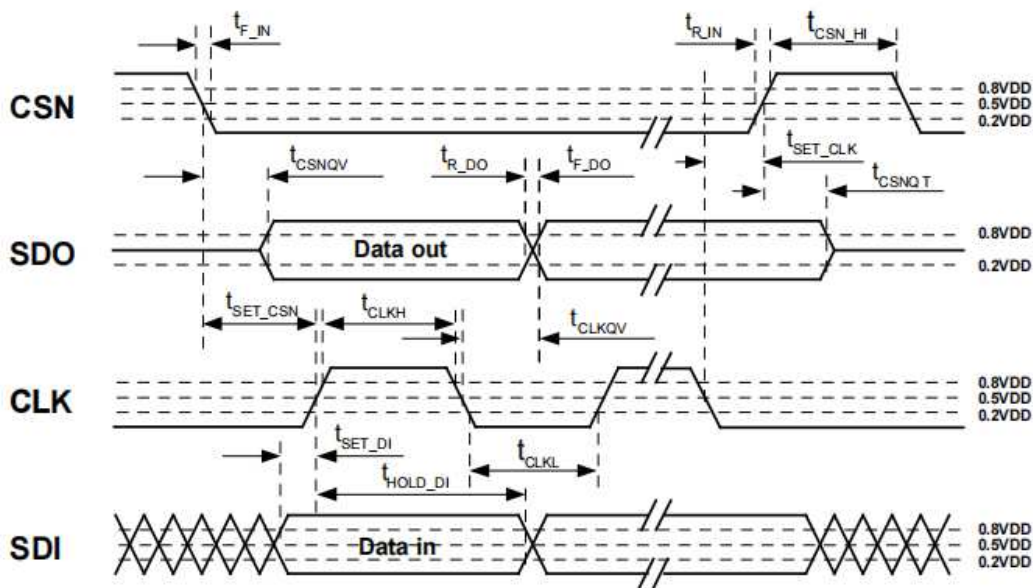 tF_IN
tR_IN
tCSN_HI
CSN
0.8VDD
0.5VDD
0.2VDD
tSET_CLK
tCSNQV
tR_DO
tF_DO
tCSNQT
SDO
Data out
0.8VDD
0.2VDD
tSET_CSN
tCLKH
tCLKQV
CLK
0.8VDD
0.5VDD
0.2VDD
tSET_DI
tHOLD_DI
tCLKL
SDI
Data in
0.8VDD
0.5VDD
0.2VDD